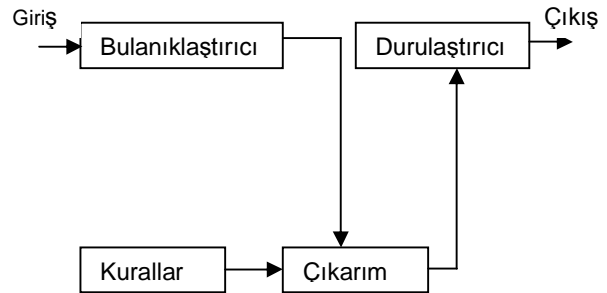 Giriş
Bulanıklaştırıcı
Durulaştırıcı
Çıkış
Kurallar
Çıkarım